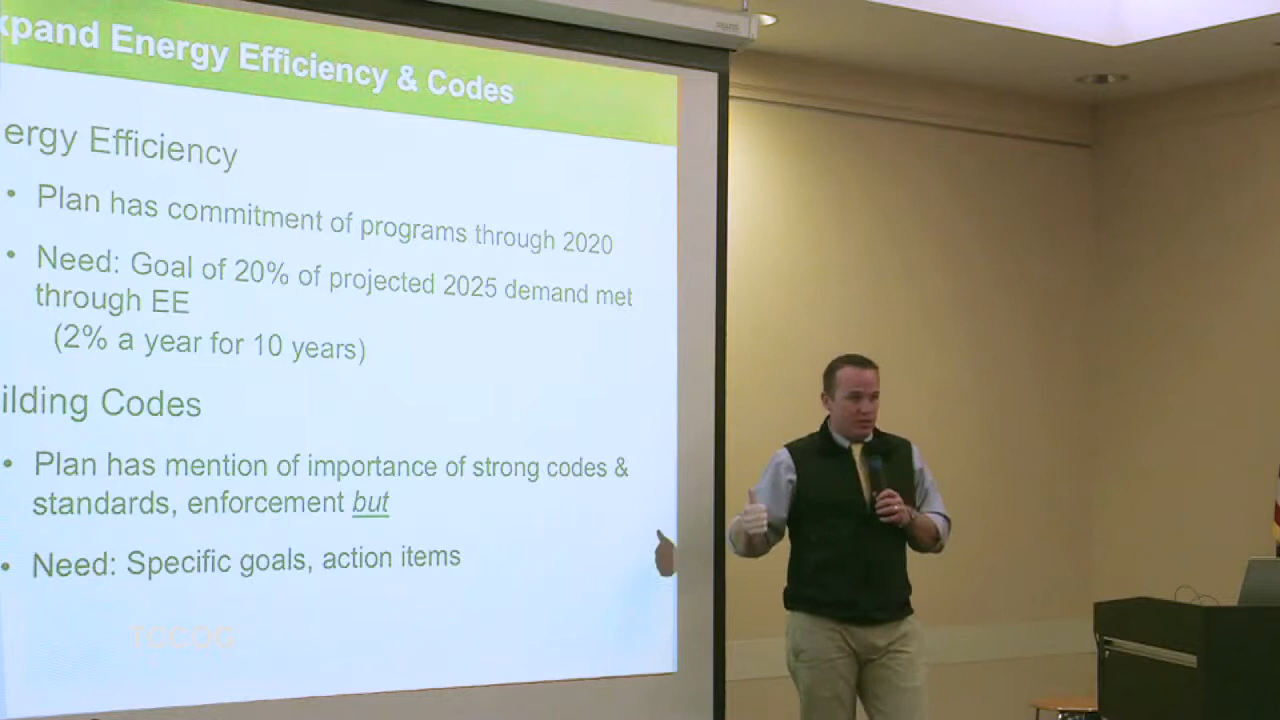 xpand Energy Efficiency & Codes
ergy Efficiency
• Plan has commitment of programs through 2020
• Need: Goal of 20% of projected 2025 demand met
through EE
(2% a year for 10 years)
ilding Codes
• Plan has mention of importance of strong codes &
standards, enforcement but
• Need: Specific goals, action items
TCCOG